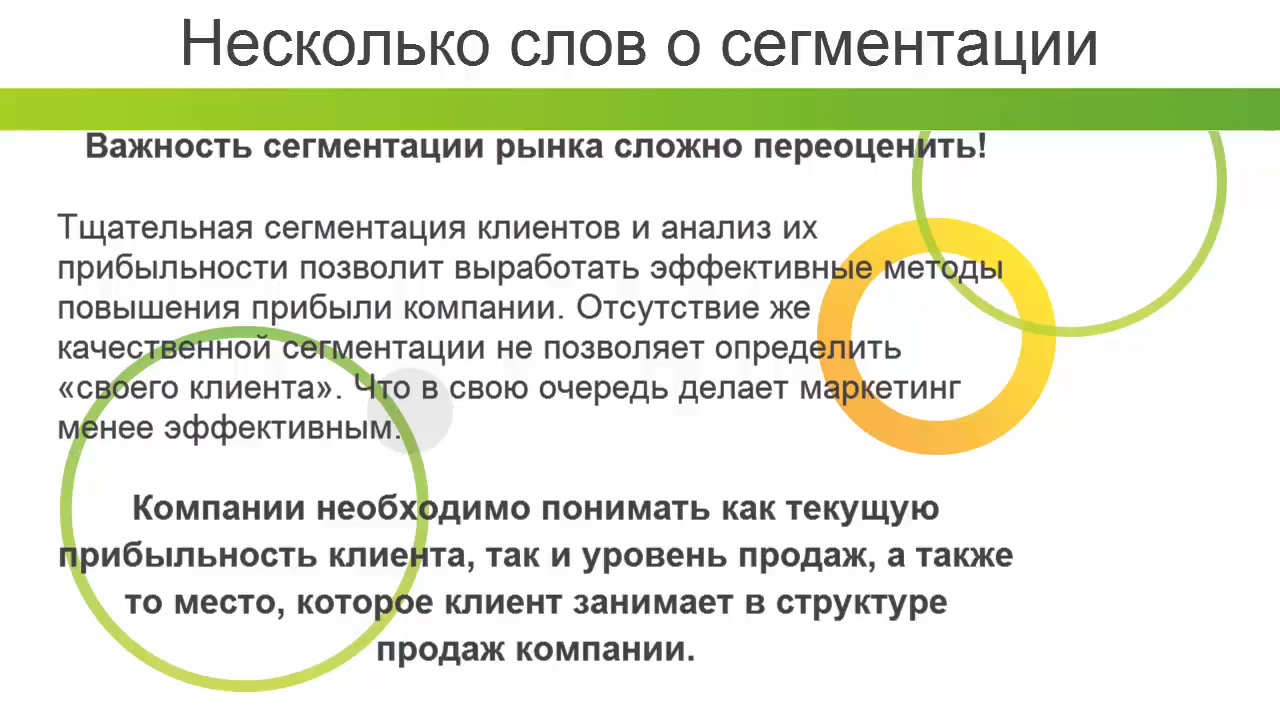 Несколько слов о сегментации
Важность сегментации рынка сложно переоценить!
Тщательная сегментация клиентов и анализ их
прибыльности позволит выработать эффективные методы
повышения прибыли компании. Отсутствие же
качественной сегментации не позволяет определить
«своего клиента». Что в свою очередь делает маркетинг
менее эффективным.
Компании необходимо понимать как текущую
прибыльность клиента, так и уровень продаж, а также
то место, которое клиент занимает в структуре
продаж компании.